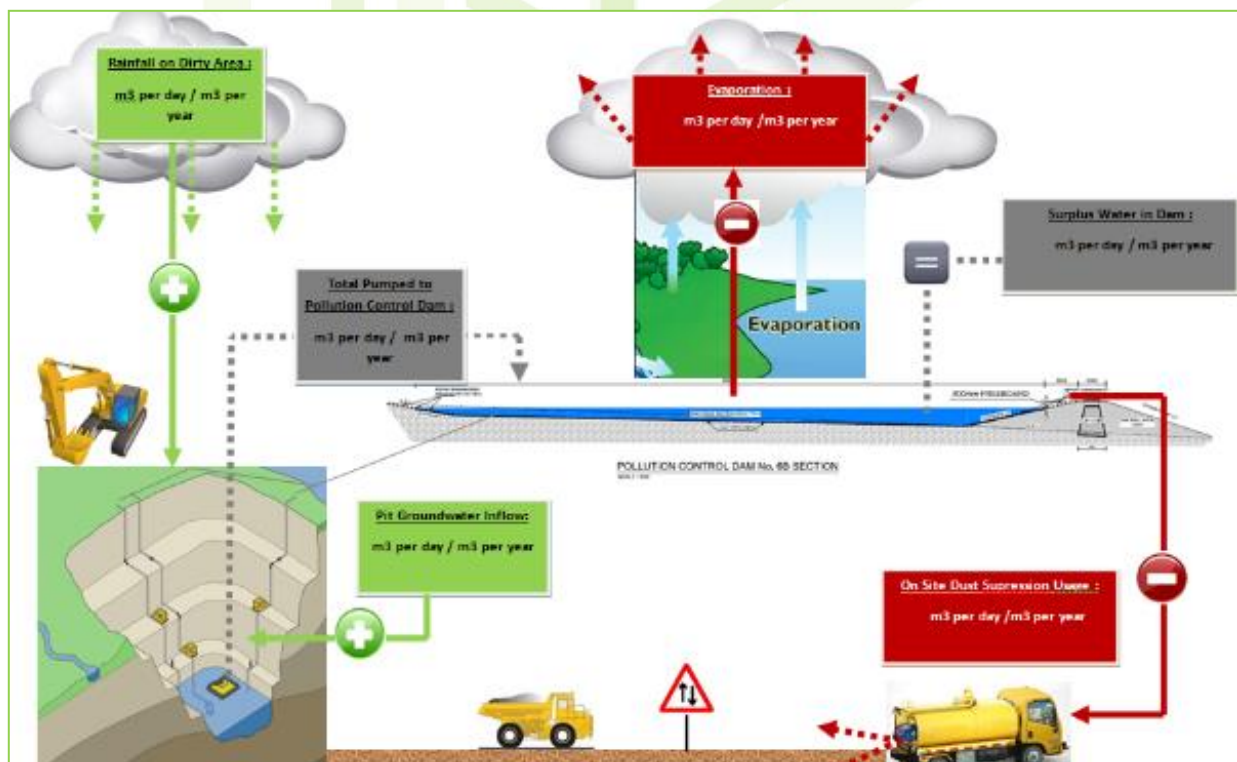 Rainfall on Dirty Area :
m3 per day / m3 per
year
Evaporation :
m3 per day /m3 per year
Surplus Water in Dam :
m3 per day / m3 per year
Total Pumped to
Pollution Control Dam :
m3 per day / m3 per
year
Evaporation
POLLUTION CONTROL DAM No. 6B SECTION
Pit Groundwater Inflow:
m3 per day / m3 per year
On Site Dust Supression Usage :
m3 per day /m3 per year